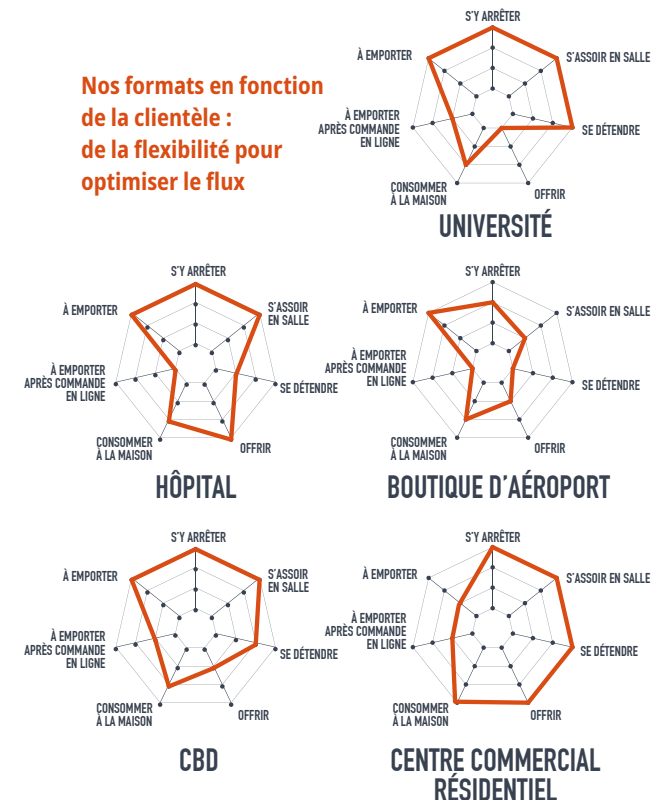 Nos formats en fonction
de la clientèle :
de la flexibilité pour
optimiser le flux
S'Y ARRÊTER
À EMPORTER
S'ASSOIR EN SALLE
À EMPORTER
APRÈS COMMANDE
EN LIGNE
SE DÉTENDRE
CONSOMMER
À LA MAISON
OFFRIR
UNIVERSITÉ
S'Y ARRÊTER
À EMPORTER
S'ASSOIR
EN SALLE
À EMPORTER
APRÈS COMMANDE
EN LIGNE
SE DÉTENDRE
CONSOMMER
À LA MAISON
OFFRIR
HÔPITAL
S'Y ARRÊTER
À EMPORTER
S'ASSOIR EN SALLE
À EMPORTER
APRÈS COMMANDE
EN LIGNE
SE DÉTENDRE
CONSOMMER
À LA MAISON
OFFRIR
BOUTIQUE D'AÉROPORT
S'Y ARRÊTER
À EMPORTER
S'ASSOIR
EN SALLE
À EMPORTER
APRÈS COMMANDE
EN LIGNE
SE DÉTENDRE
CONSOMMER
À LA MAISON
OFFRIR
CBD
S'Y ARRÊTER
À EMPORTER
S'ASSOIR EN SALLE
À EMPORTER
APRÈS COMMANDE
EN LIGNE
SE DÉTENDRE
CONSOMMER
À LA MAISON
OFFRIR
CENTRE COMMERCIAL
RÉSIDENTIEL